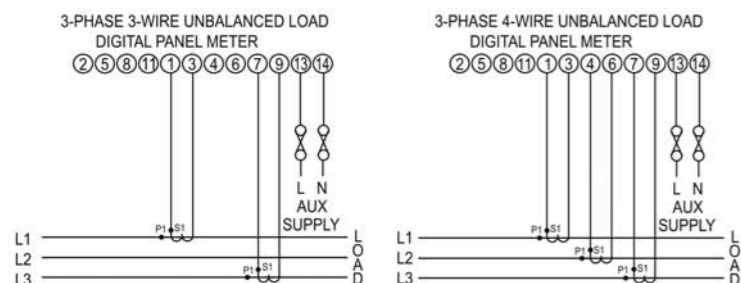 3-PHASE 3-WIRE UNBALANCED LOAD
DIGITAL PANEL METER
2 5 8 11 1 3 4 6 7 9 13 14
L N
AUX
SUPPLY
P1 S1
L1
L2
P1 S1
L3
LOAD
3-PHASE 4-WIRE UNBALANCED LOAD
DIGITAL PANEL METER
2 5 8 11 1 3 4 6 7 9 13 14
L N
AUX
SUPPLY
P1 S1
L1
P1 S1
L2
P1 S1
L3
LOAD